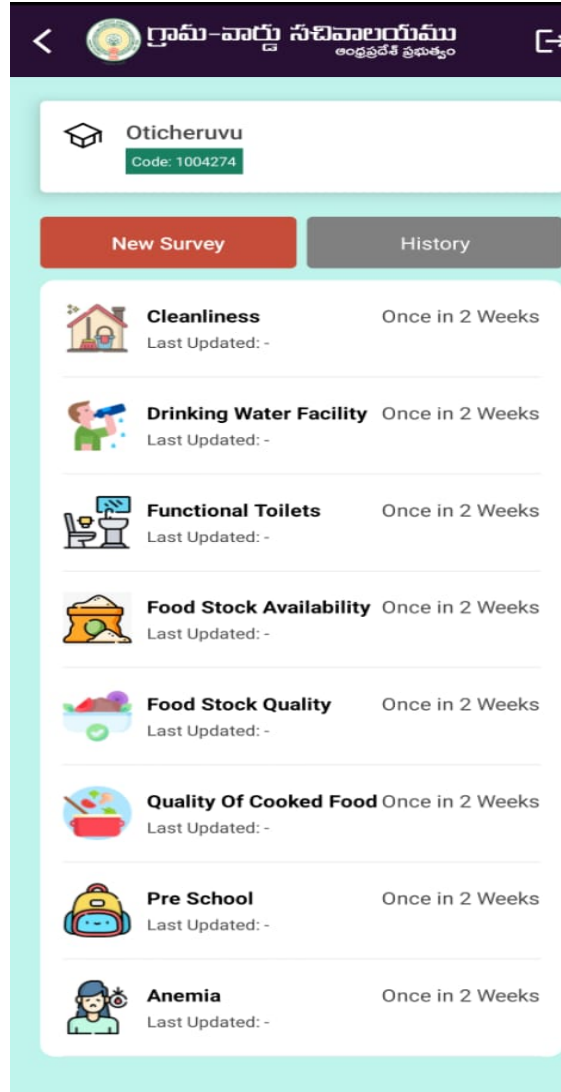 గ్రామ-వార్డు సచివాలయము
ఆంధ్రప్రదేశ్ ప్రభుత్వం
Oticheruvu
Code: 1004274
New Survey History
Cleanliness Once in 2 Weeks
Last Updated: -
Drinking Water Facility Once in 2 Weeks
Last Updated: -
Functional Toilets Once in 2 Weeks
Last Updated: -
Food Stock Availability Once in 2 Weeks
Last Updated: -
Food Stock Quality Once in 2 Weeks
Last Updated: -
Quality Of Cooked Food Once in 2 Weeks
Last Updated: -
Pre School Once in 2 Weeks
Last Updated: -
Anemia Once in 2 Weeks
Last Updated: -